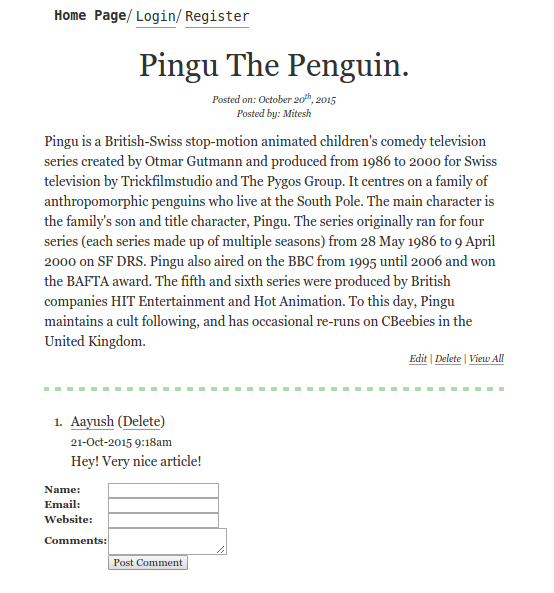 Home Page/ Login/ Register
Pingu The Penguin.
Posted on: October 20th, 2015
Posted by: Mitesh
Pingu is a British-Swiss stop-motion animated children's comedy television
series created by Otmar Gutmann and produced from 1986 to 2000 for Swiss
television by Trickfilmstudio and The Pygos Group. It centres on a family of
anthropomorphic penguins who live at the South Pole. The main character is
the family's son and title character, Pingu. The series originally ran for four
series (each series made up of multiple seasons) from 28 May 1986 to 9 April
2000 on SF DRS. Pingu also aired on the BBC from 1995 until 2006 and won
the BAFTA award. The fifth and sixth series were produced by British
companies HIT Entertainment and Hot Animation. To this day, Pingu
maintains a cult following, and has occasional re-runs on CBeebies in the
United Kingdom.
Edit | Delete | View All
1. Aayush (Delete)
21-Oct-2015 9:18am
Hey! Very nice article!
Name:
Email:
Website:
Comments:
Post Comment